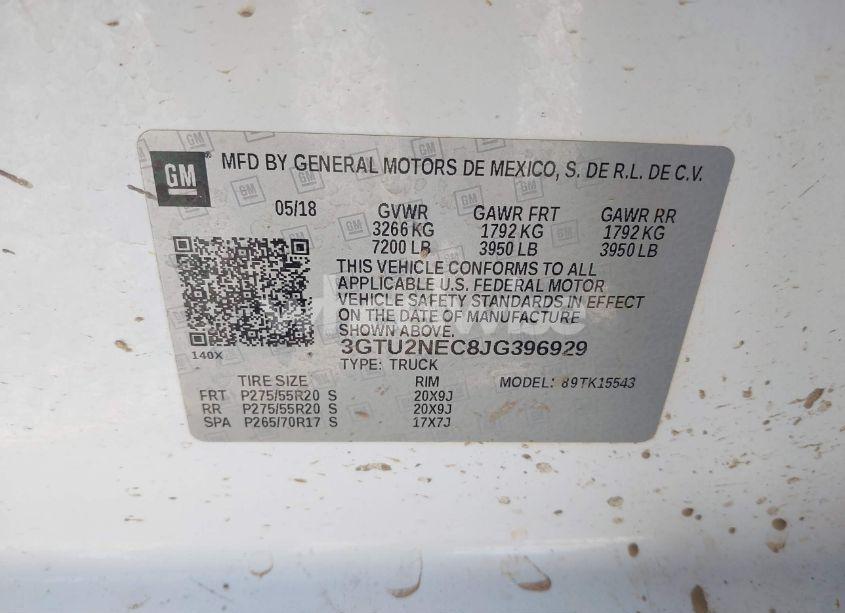 GM MFD BY GENERAL MOTORS DE MEXICO, S. DE R.L. DE C.V.
05/18 GVWR GAWR FRT GAWR RR
3266 KG 1792 KG 1792 KG
7200 LB 3950 LB 3950 LB
THIS VEHICLE CONFORMS TO ALL
APPLICABLE U.S. FEDERAL MOTOR
VEHICLE SAFETY STANDARDS IN EFFECT
ON THE DATE OF MANUFACTURE
SHOWN ABOVE.
140X
3GTU2NEC8JG396929
TYPE: TRUCK
TIRE SIZE RIM MODEL: 89TK15543
FRT P275/55R20 S 20X9J
RR P275/55R20 S 20X9J
SPA P265/70R17 S 17X7J